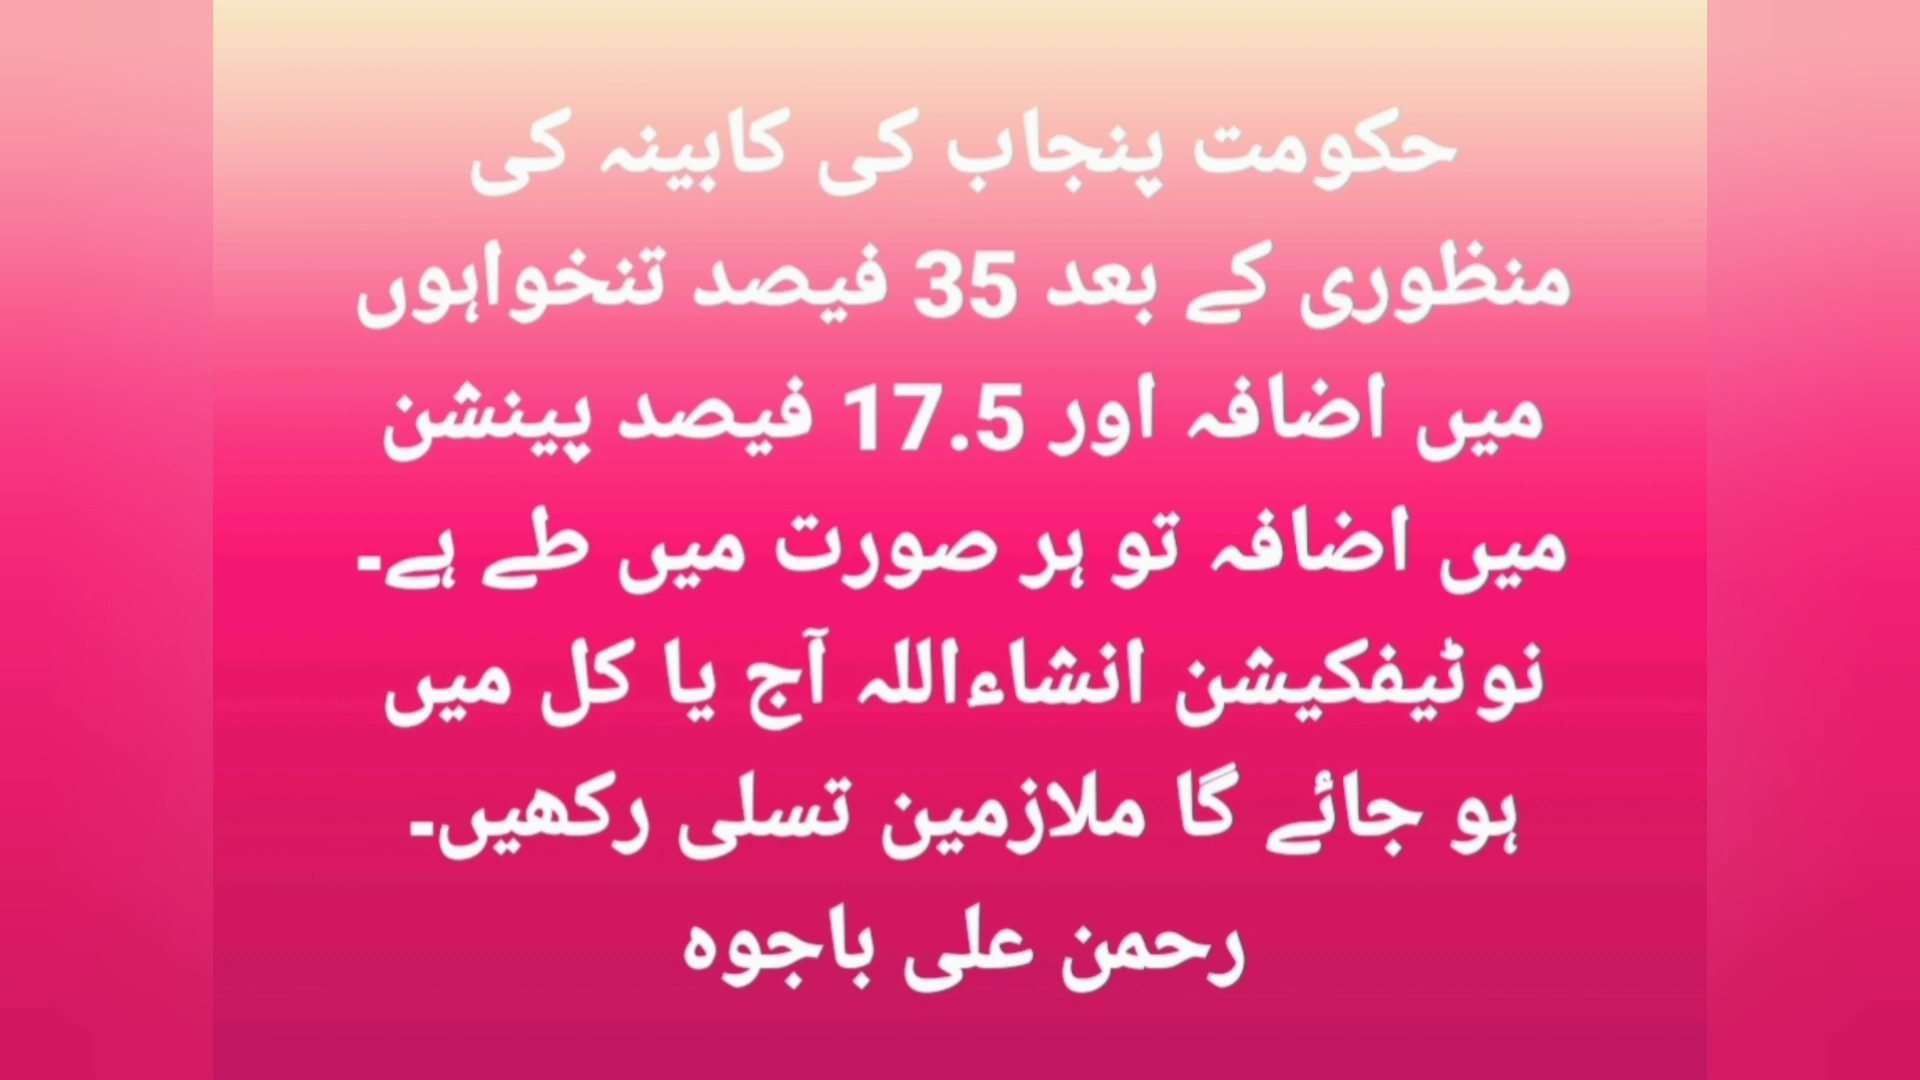 حکومت پنجاب کی کابینہ کی
منظوری کے بعد 35 فیصد تنخواہوں
میں اضافہ اور 17.5 فیصد پینشن
میں اضافہ تو ہر صورت میں طے ہے۔
نوٹیفکیشن انشاءاللہ آج یا کل میں
ہو جائے گا ملازمین تسلی رکھیں۔
رحمن علی باجوہ